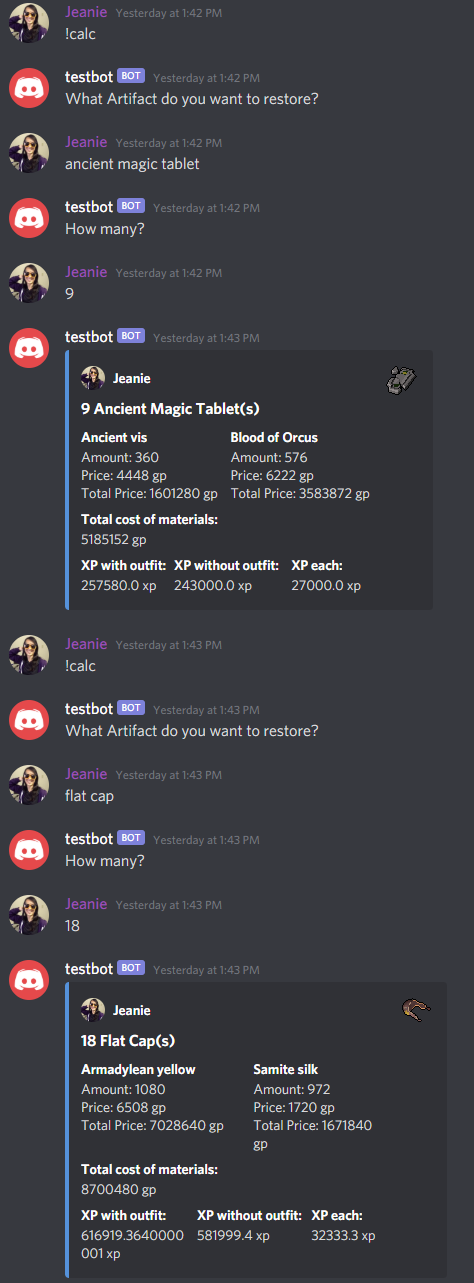 Jeanie Yesterday at 1:42 PM
!calc
testbot BOT Yesterday at 1:42 PM
What Artifact do you want to restore?
Jeanie Yesterday at 1:42 PM
ancient magic tablet
testbot BOT Yesterday at 1:42 PM
How many?
Jeanie Yesterday at 1:42 PM
9
testbot BOT Yesterday at 1:43 PM
Jeanie
9 Ancient Magic Tablet(s)
Ancient vis
Amount: 360
Price: 4448 gp
Total Price: 1601280 gp
Blood of Orcus
Amount: 576
Price: 6222 gp
Total Price: 3583872 gp
Total cost of materials:
5185152 gp
XP with outfit:
257580.0 xp
XP without outfit:
243000.0 xp
XP each:
27000.0 xp
Jeanie Yesterday at 1:43 PM
!calc
testbot BOT Yesterday at 1:43 PM
What Artifact do you want to restore?
Jeanie Yesterday at 1:43 PM
flat cap
testbot BOT Yesterday at 1:43 PM
How many?
Jeanie Yesterday at 1:43 PM
18
testbot BOT Yesterday at 1:43 PM
Jeanie
18 Flat Cap(s)
Armadylean yellow
Amount: 1080
Price: 6508 gp
Total Price: 7028640 gp
Samite silk
Amount: 972
Price: 1720 gp
Total Price: 1671840
gp
Total cost of materials:
8700480 gp
XP with outfit:
616919.3640000
001 xp
XP without outfit:
581999.4 xp
XP each:
32333.3 xp